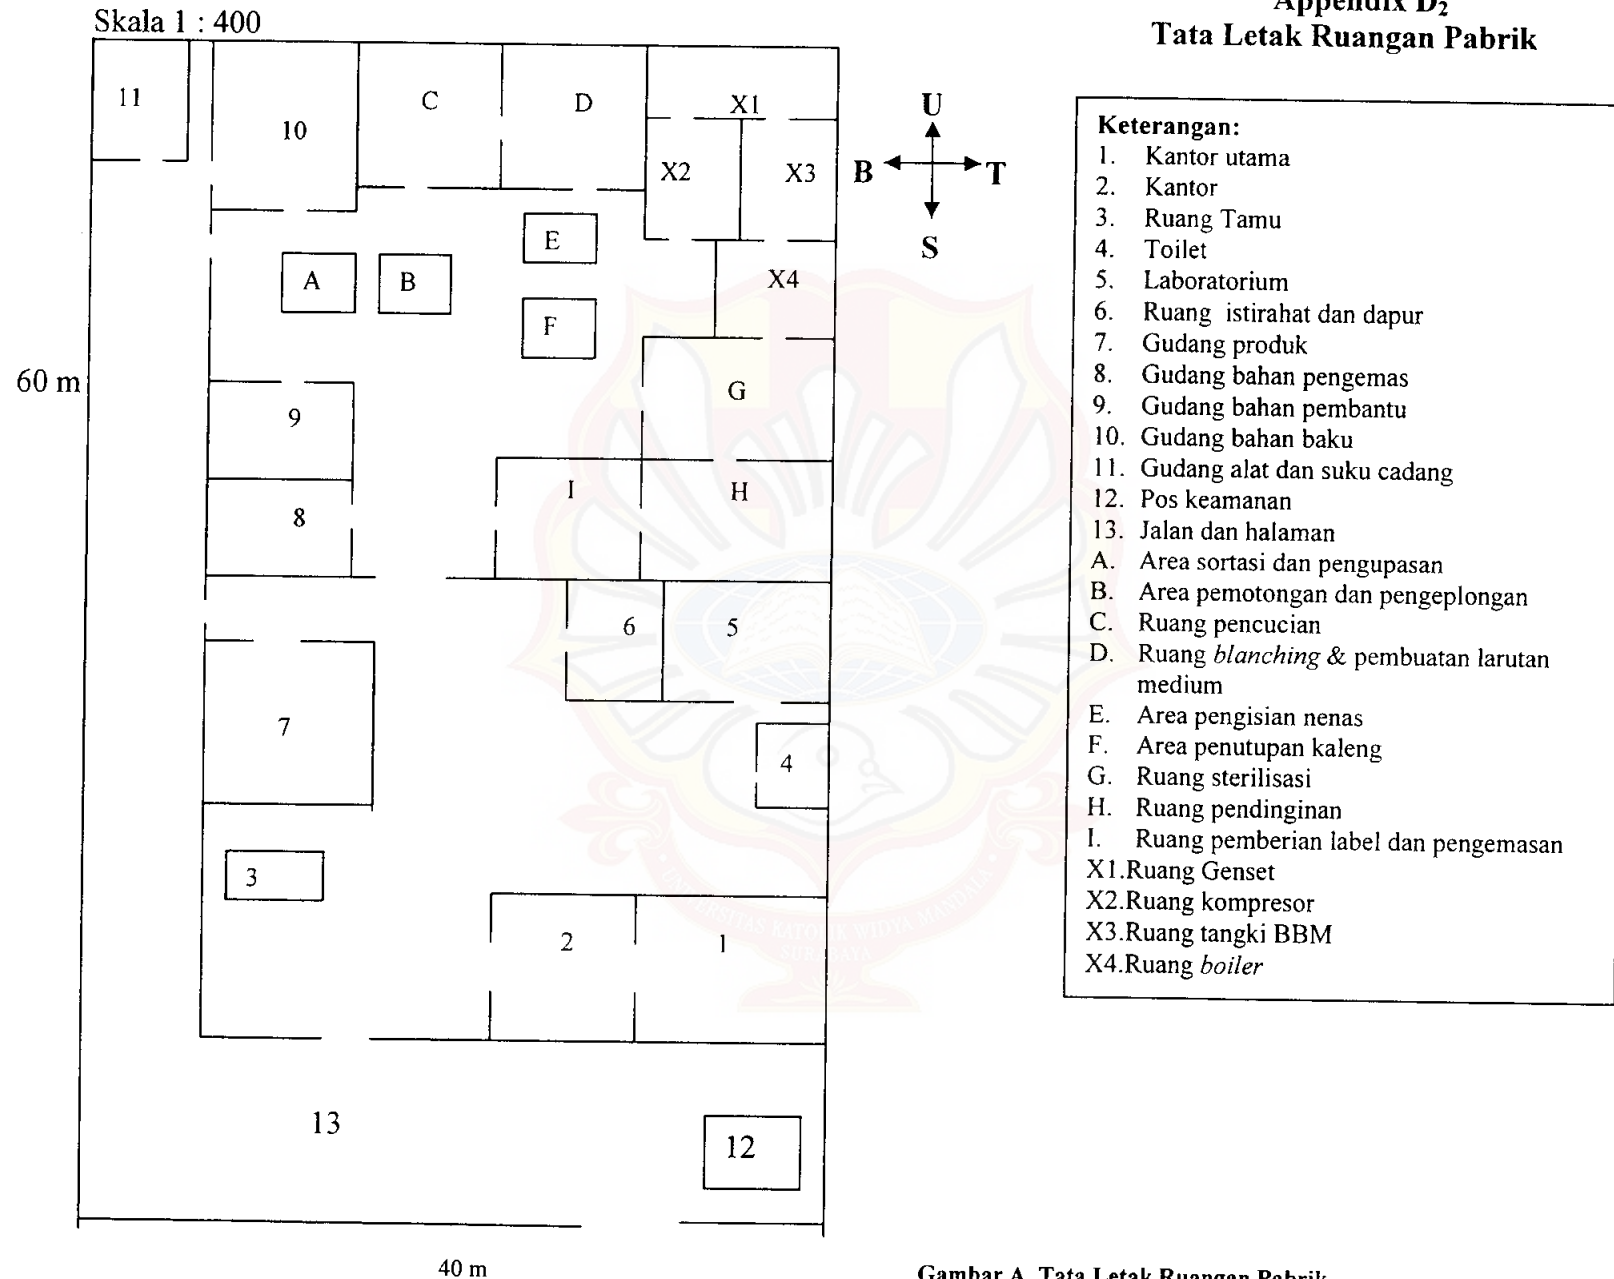 Skala 1 : 400
Appendix D2
Tata Letak Ruangan Pabrik
11
10
C
D
X1
X2
X3
U
B
T
S
E
A
B
X4
F
60 m
G
9
I
H
8
6
5
7
4
3
2
1
13
12
40 m
Keterangan:
1. Kantor utama
2. Kantor
3. Ruang Tamu
4. Toilet
5. Laboratorium
6. Ruang istirahat dan dapur
7. Gudang produk
8. Gudang bahan pengemas
9. Gudang bahan pembantu
10. Gudang bahan baku
11. Gudang alat dan suku cadang
12. Pos keamanan
13. Jalan dan halaman
A. Area sortasi dan pengupasan
B. Area pemotongan dan pengeplongan
C. Ruang pencucian
D. Ruang blanching & pembuatan larutan
medium
E. Area pengisian nenas
F. Area penutupan kaleng
G. Ruang sterilisasi
H. Ruang pendinginan
I. Ruang pemberian label dan pengemasan
X1.Ruang Genset
X2.Ruang kompresor
X3.Ruang tangki BBM
X4.Ruang boiler
UNIVERSITAS KATOLIK WIDYA MANDALA
SURABAYA
Gambar A. Tata Letak Ruangan Pabrik